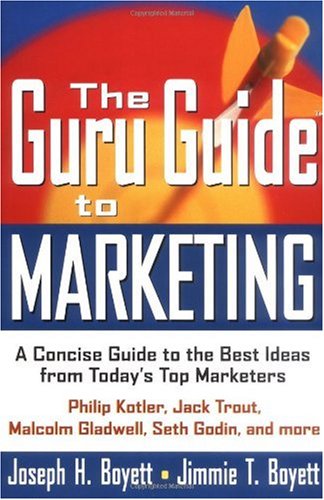 The
Guru Guide™
to
MARKETING
A Concise Guide to the Best Ideas
from Today's Top Marketers
Philip Kotler, Jack Trout,
Malcolm Gladwell, Seth Godin, and more
Joseph H. Boyett • Jimmie T. Boyett